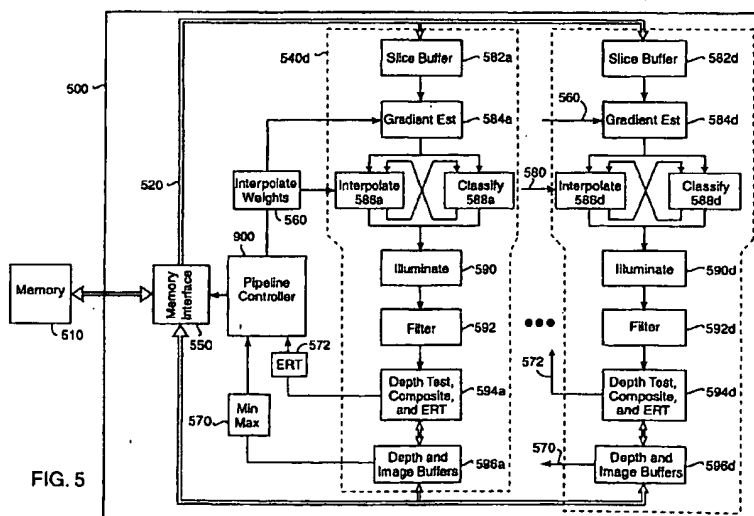 500
520
540d
Slice Buffer
582a
Slice Buffer
582d
Gradient Est
584a
560
Gradient Est
584d
Interpolate
Weights
560
Interpolate
586a
Classify
588a
580
Interpolate
586d
Classify
588d
900
Pipeline
Controller
Illuminate
590
Illuminate
590d
Memory
510
Memory
Interface
550
Filter
592
Filter
592d
ERT
572
572
Depth Test,
Composite,
and ERT
594a
Depth Test,
Composite,
and ERT
594d
Min
Max
570
570
Depth and
Image Buffers
596a
Depth and
Image Buffers
596d
FIG. 5